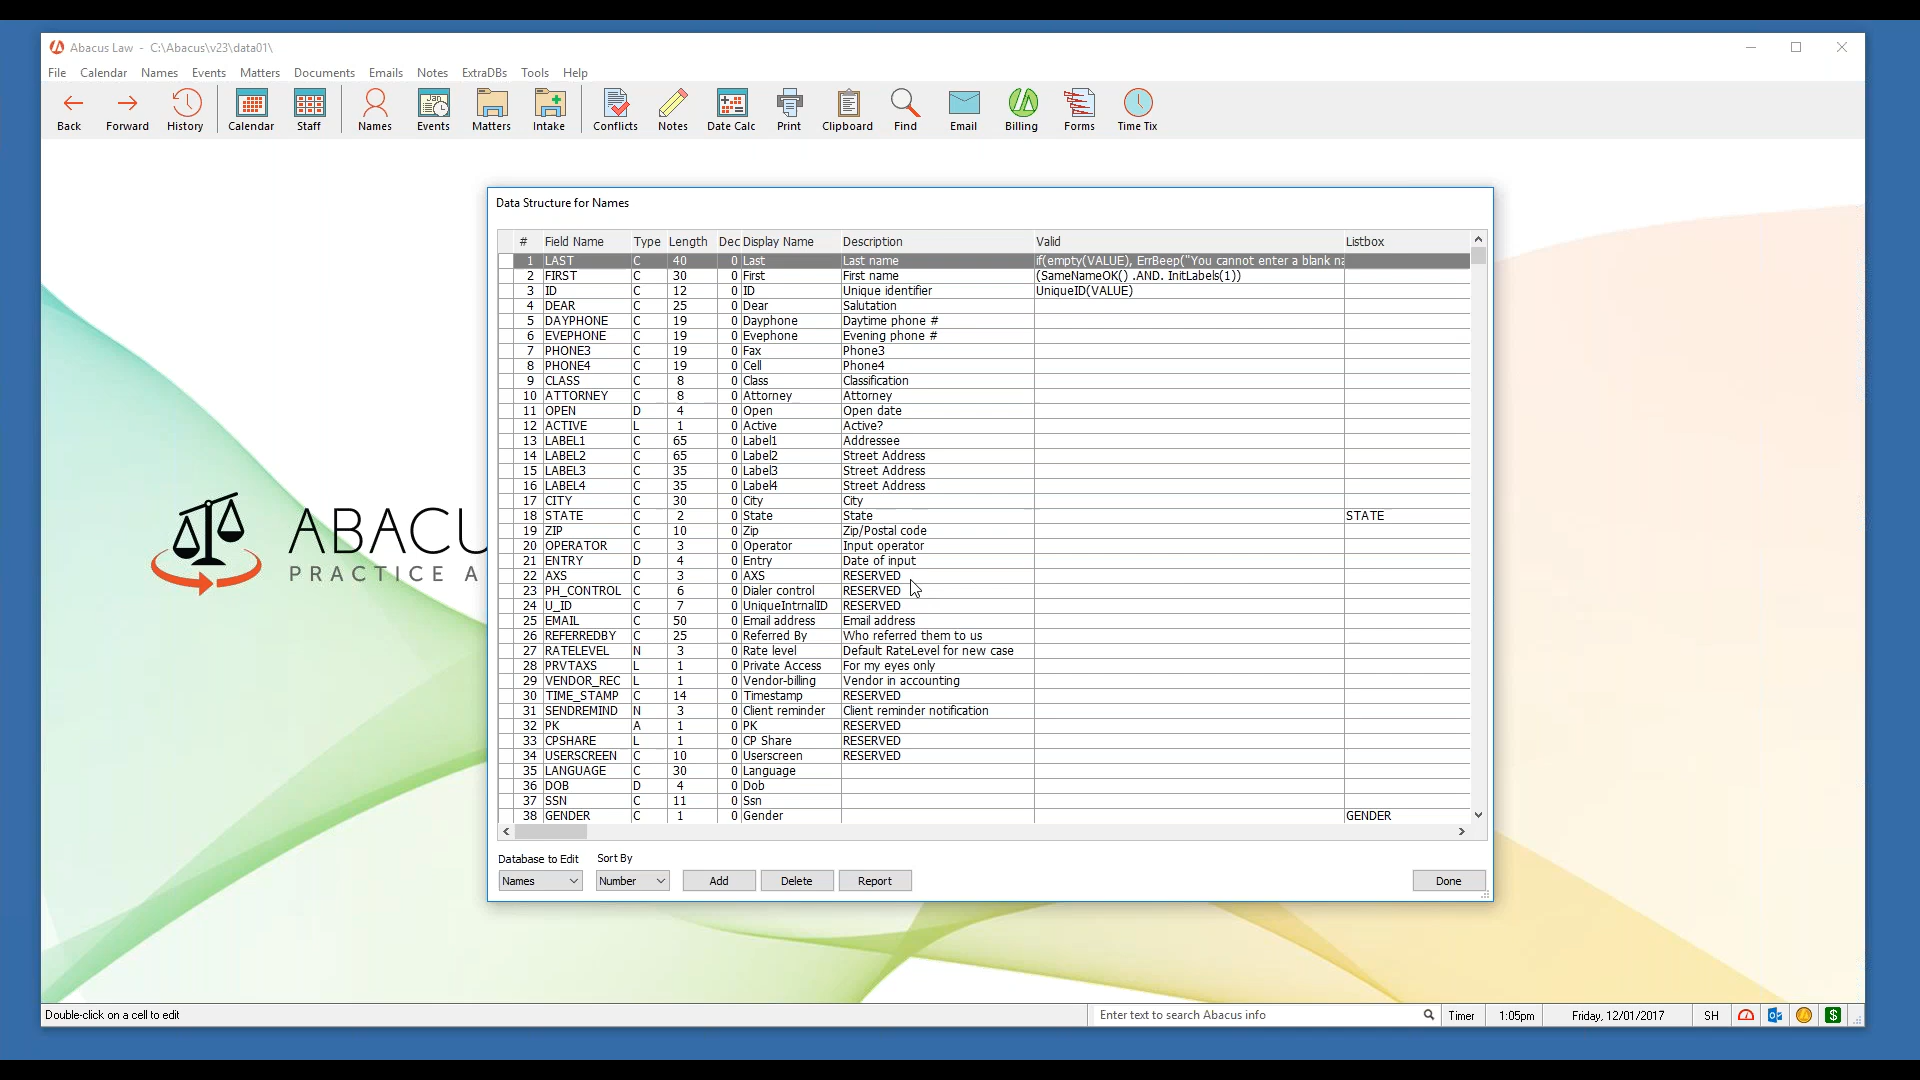 Abacus Law - C:\Abacus\v23\data01\
File Calendar Names Events Matters Documents Emails Notes ExtraDBs Tools Help
Jan
Back Forward History Calendar Staff Names Events Matters Intake Conflicts Notes Date Calc Print Clipboard Find Email Billing Forms Time Tix
Data Structure for Names
# Field Name Type Length Dec Display Name Description Valid Listbox
1 LAST C 40 0 Last Last name if(empty(VALUE), ErrBeep("You cannot enter a blank na
2 FIRST C 30 0 First First name (SameNameOK() .AND. InitLabels(1))
3 ID C 12 0 ID Unique identifier UniqueID(VALUE)
4 DEAR C 25 0 Dear Salutation
5 DAYPHONE C 19 0 Dayphone Daytime phone #
6 EVEPHONE C 19 0 Evephone Evening phone #
7 PHONE3 C 19 0 Fax Phone3
8 PHONE4 C 19 0 Cell Phone4
9 CLASS C 8 0 Class Classification
10 ATTORNEY C 8 0 Attorney Attorney
11 OPEN D 4 0 Open Open date
12 ACTIVE L 1 0 Active Active?
13 LABEL1 C 65 0 Label1 Addressee
14 LABEL2 C 65 0 Label2 Street Address
15 LABEL3 C 35 0 Label3 Street Address
16 LABEL4 C 35 0 Label4 Street Address
17 CITY C 30 0 City City
18 STATE C 2 0 State State STATE
19 ZIP C 10 0 Zip Zip/Postal code
20 OPERATOR C 3 0 Operator Input operator
21 ENTRY D 4 0 Entry Date of input
22 AXS C 3 0 AXS RESERVED
23 PH_CONTROL C 6 0 Dialer control RESERVED
24 U_ID C 7 0 UniqueIntrnalID RESERVED
25 EMAIL C 50 0 Email address Email address
26 REFERREDBY C 25 0 Referred By Who referred them to us
27 RATELEVEL N 3 0 Rate level Default RateLevel for new case
28 PRVTAXS L 1 0 Private Access For my eyes only
29 VENDOR_REC L 1 0 Vendor-billing Vendor in accounting
30 TIME_STAMP C 14 0 Timestamp RESERVED
31 SENDREMIND N 3 0 Client reminder Client reminder notification
32 PK A 1 0 PK RESERVED
33 CPSHARE L 1 0 CP Share RESERVED
34 USERSCREEN C 10 0 Userscreen RESERVED
35 LANGUAGE C 30 0 Language
36 DOB D 4 0 Dob
37 SSN C 11 0 Ssn
38 GENDER C 1 0 Gender GENDER
ABACU
PRACTICE A
Database to Edit Sort By
Names Number Add Delete Report Done
Double-click on a cell to edit Enter text to search Abacus info Timer 1:05pm Friday, 12/01/2017 SH $